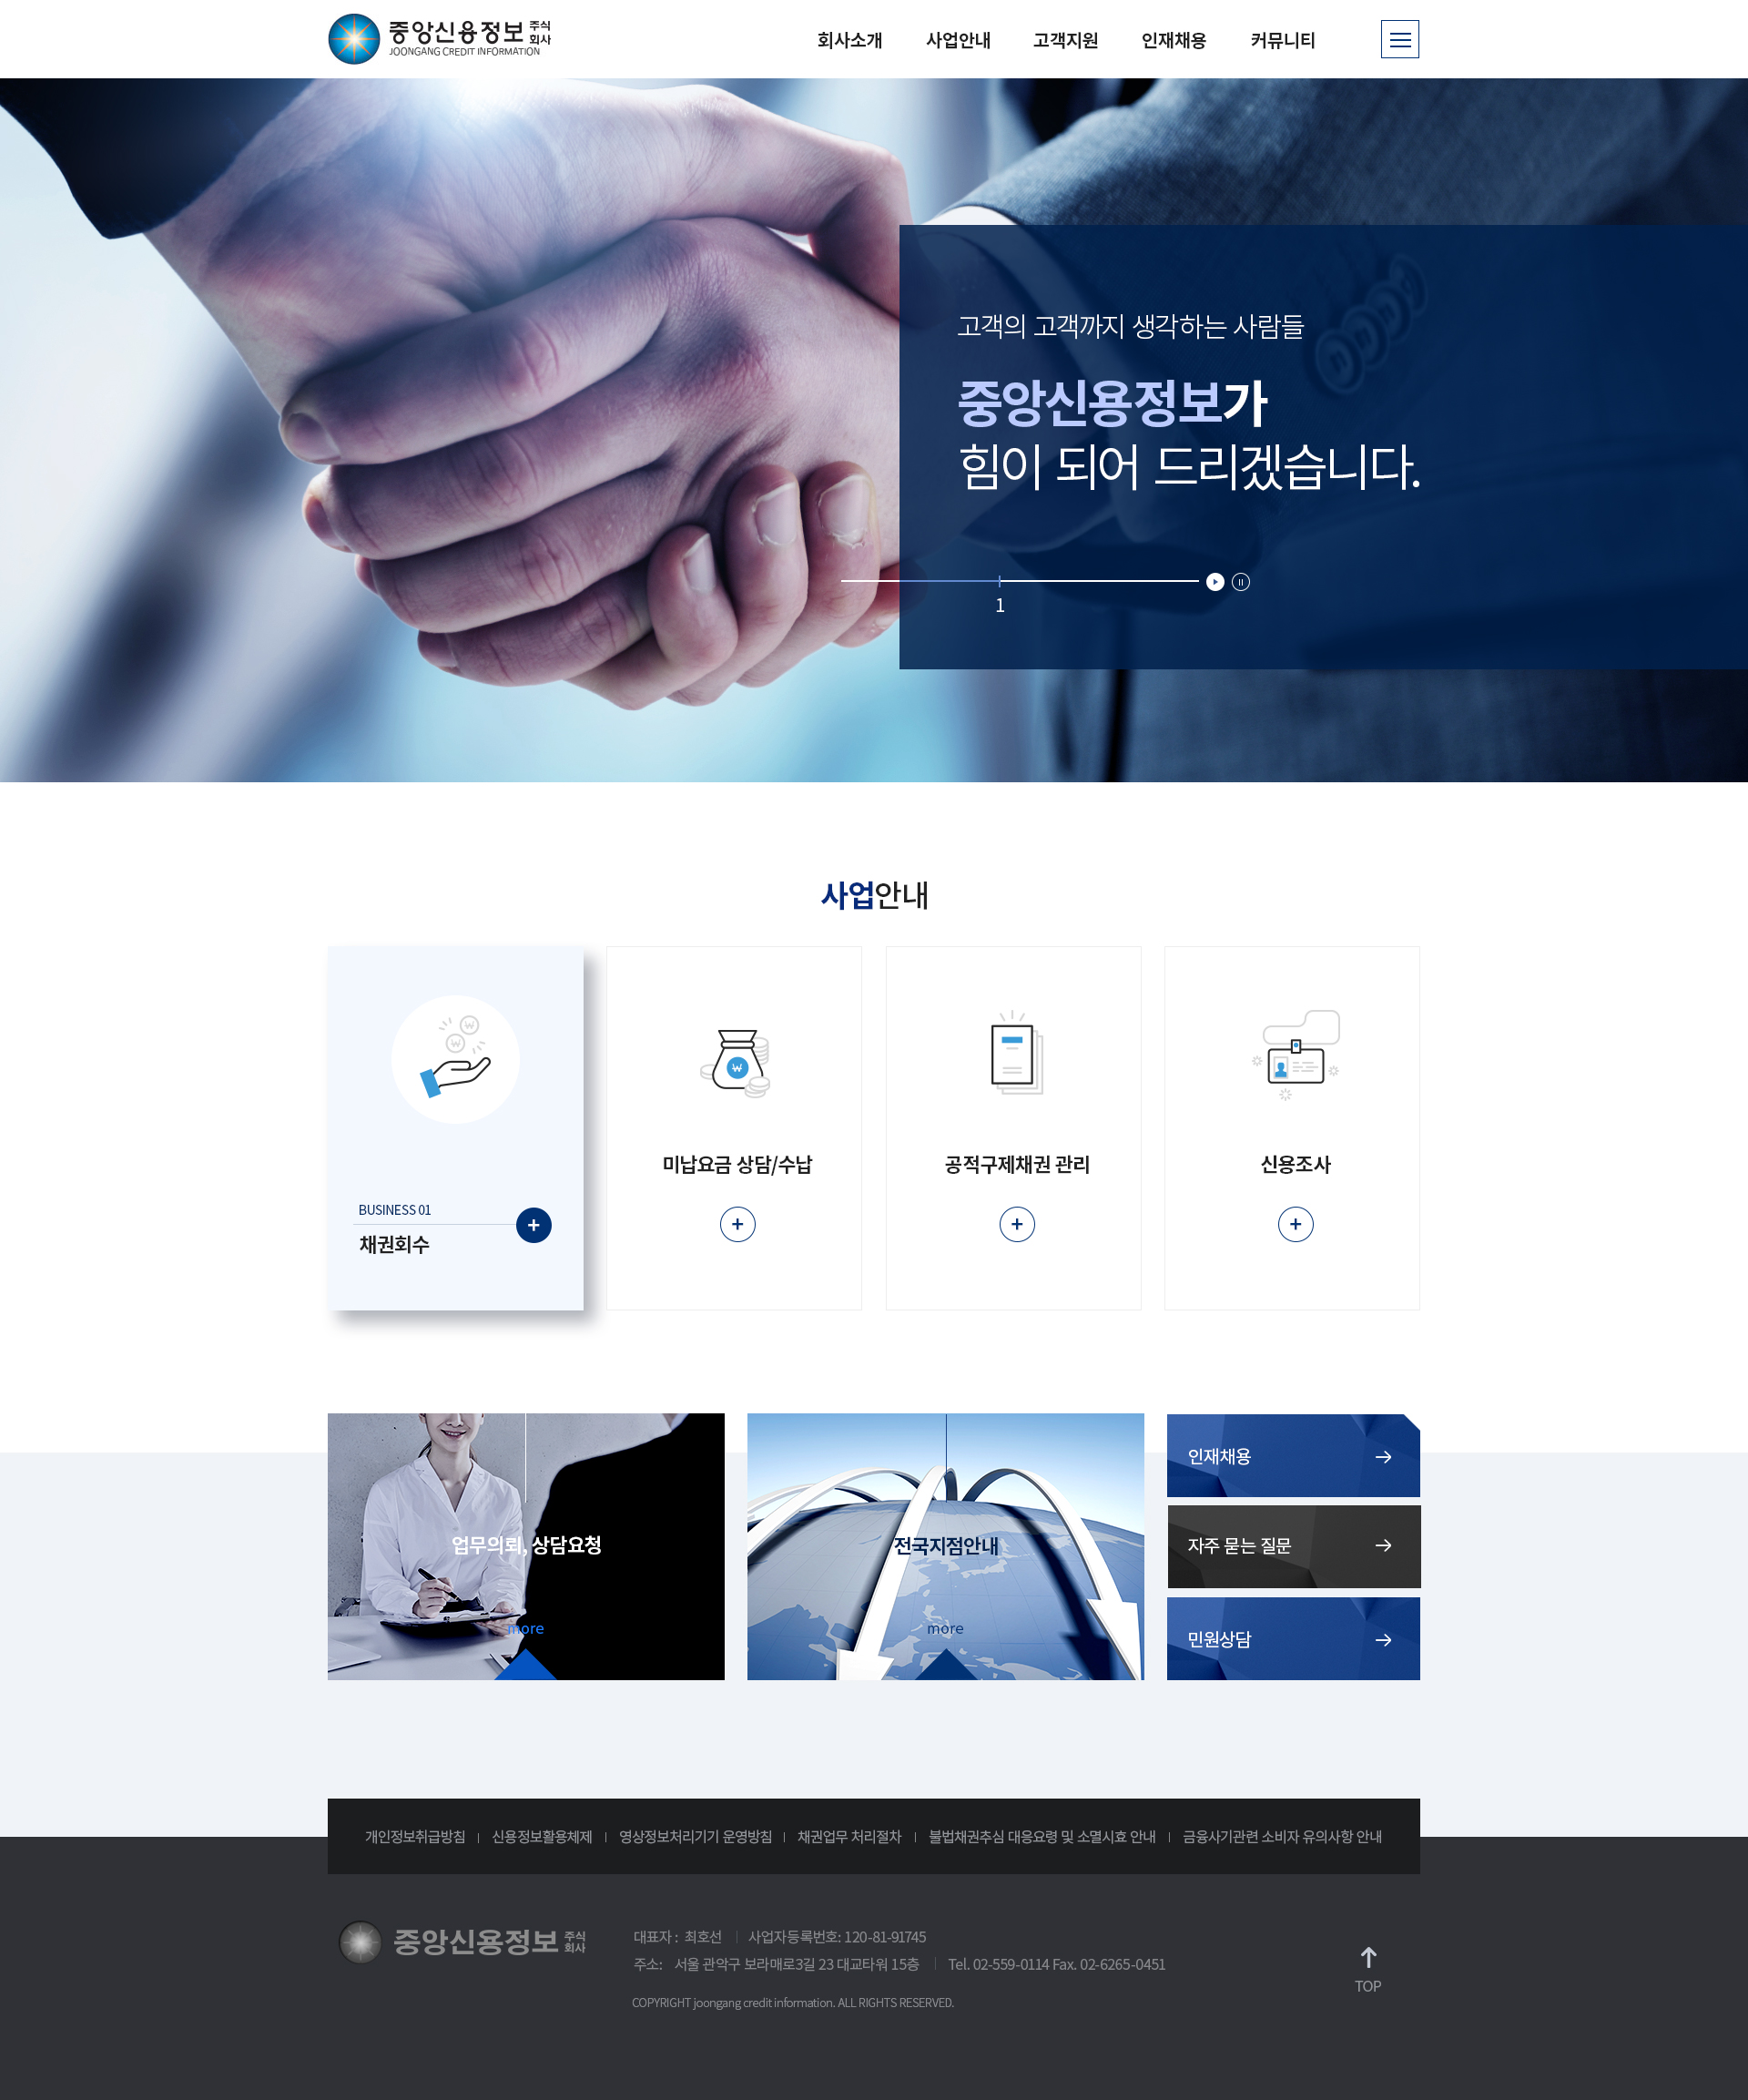 중앙신용정보 주식회사
JOONGANG CREDIT INFORMATION
회사소개 사업안내 고객지원 인재채용 커뮤니티
고객의 고객까지 생각하는 사람들
중앙신용정보가
힘이 되어 드리겠습니다.
1
사업안내
BUSINESS 01
채권회수
미납요금 상담/수납
공적구제채권 관리
신용조사
업무의뢰, 상담요청
more
전국지점안내
more
인재채용
자주 묻는 질문
민원상담
개인정보취급방침 | 신용정보활용체제 | 영상정보처리기기 운영방침 | 채권업무 처리절차 | 불법채권추심 대응요령 및 소멸시효 안내 | 금융사기관련 소비자 유의사항 안내
중앙신용정보 주식회사
대표자 : 최호선 | 사업자등록번호: 120-81-91745
주소: 서울 관악구 보라매로3길 23 대교타워 15층 | Tel. 02-559-0114 Fax. 02-6265-0451
COPYRIGHT joongang credit information. ALL RIGHTS RESERVED.
TOP